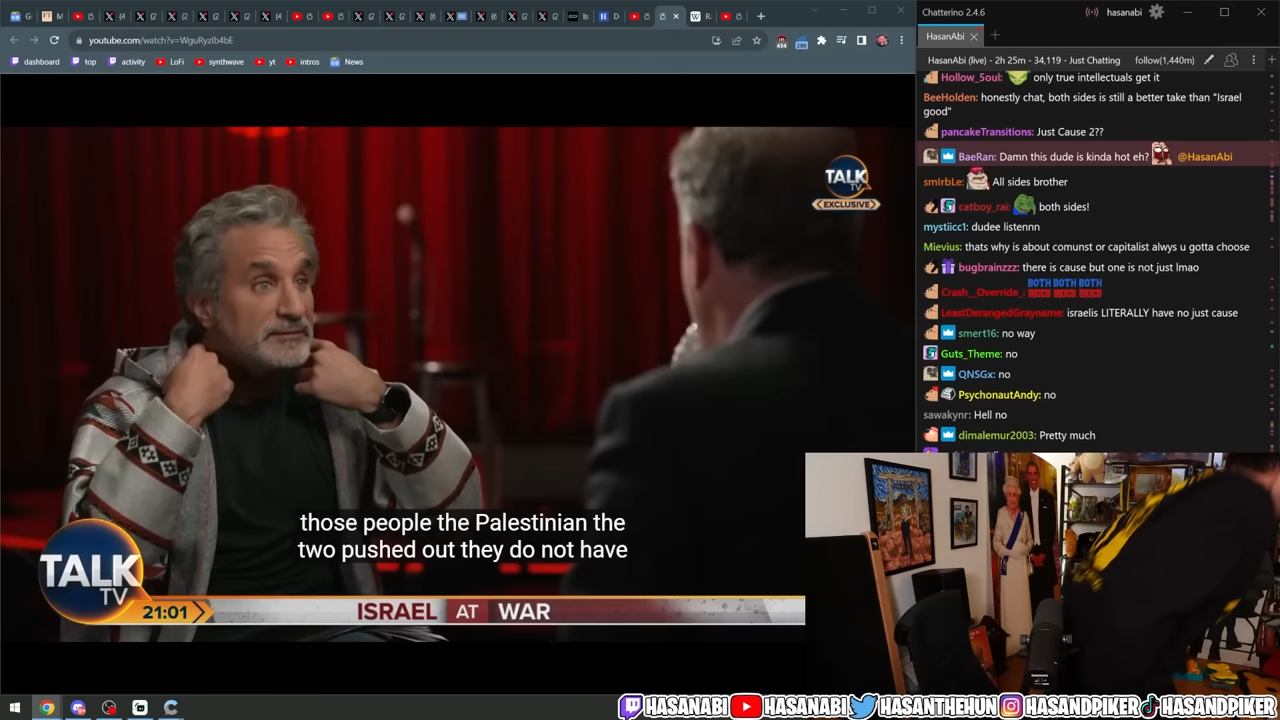 youtube.com/watch?v=WguRyzIb4bE
dashboard
top
activity
LoFi
synthwave
yt
intros
News
TALK
TV
EXCLUSIVE
those people the Palestinian the
two pushed out they do not have
TALK
TV
21:01
ISRAEL AT WAR
Chatterino 2.4.6
hasanabi
HasanAbi
HasanAbi (live) - 2h 25m - 34,119 - Just Chatting
follow(1,440m)
Hollow_5oul: only true intellectuals get it
BeeHolden: honestly chat, both sides is still a better take than "Israel
good"
pancakeTransitions: Just Cause 2??
BaeRan: Damn this dude is kinda hot eh? @HasanAbi
smIrbLe: All sides brother
catboy_rai: both sides!
mystiicc1: dudee listennn
Mievius: thats why is about comunst or capitalist alwys u gotta choose
bugbrainzzz: there is cause but one is not just lmao
Crash__Override_: BOTH BOTH BOTH
LeastDerangedGrayname: israelis LITERALLY have no just cause
smert16: no way
Guts_Theme: no
QNSGx: no
PsychonautAndy: no
sawakynr: Hell no
dimalemur2003: Pretty much
HASANABI
HASANABI
HASANTHEHUN
HASANDPIKER
HASANDPIKER